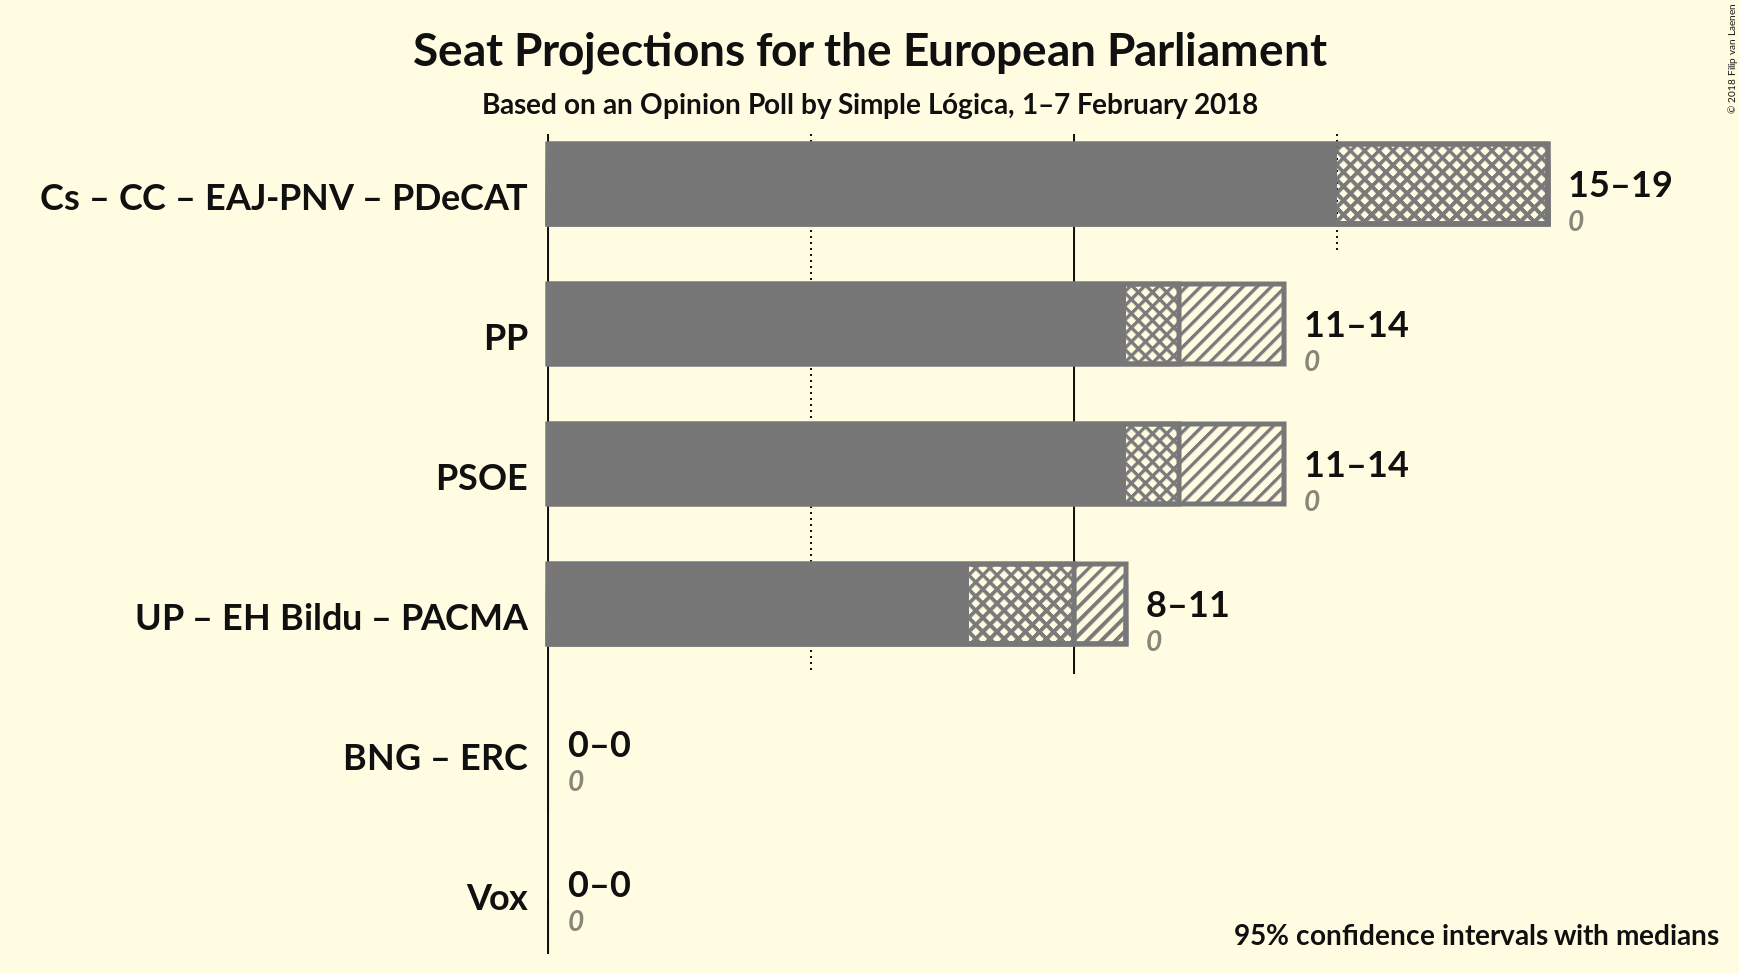 Seat Projections for the European Parliament
Based on an Opinion Poll by Simple Lógica, 1–7 February 2018
© 2018 Filip van Laenen
Cs – CC – EAJ-PNV – PDeCAT
15–19
0
PP
11–14
0
PSOE
11–14
0
UP – EH Bildu – PACMA
8–11
0
BNG – ERC
0–0
0
Vox
0–0
0
95% confidence intervals with medians